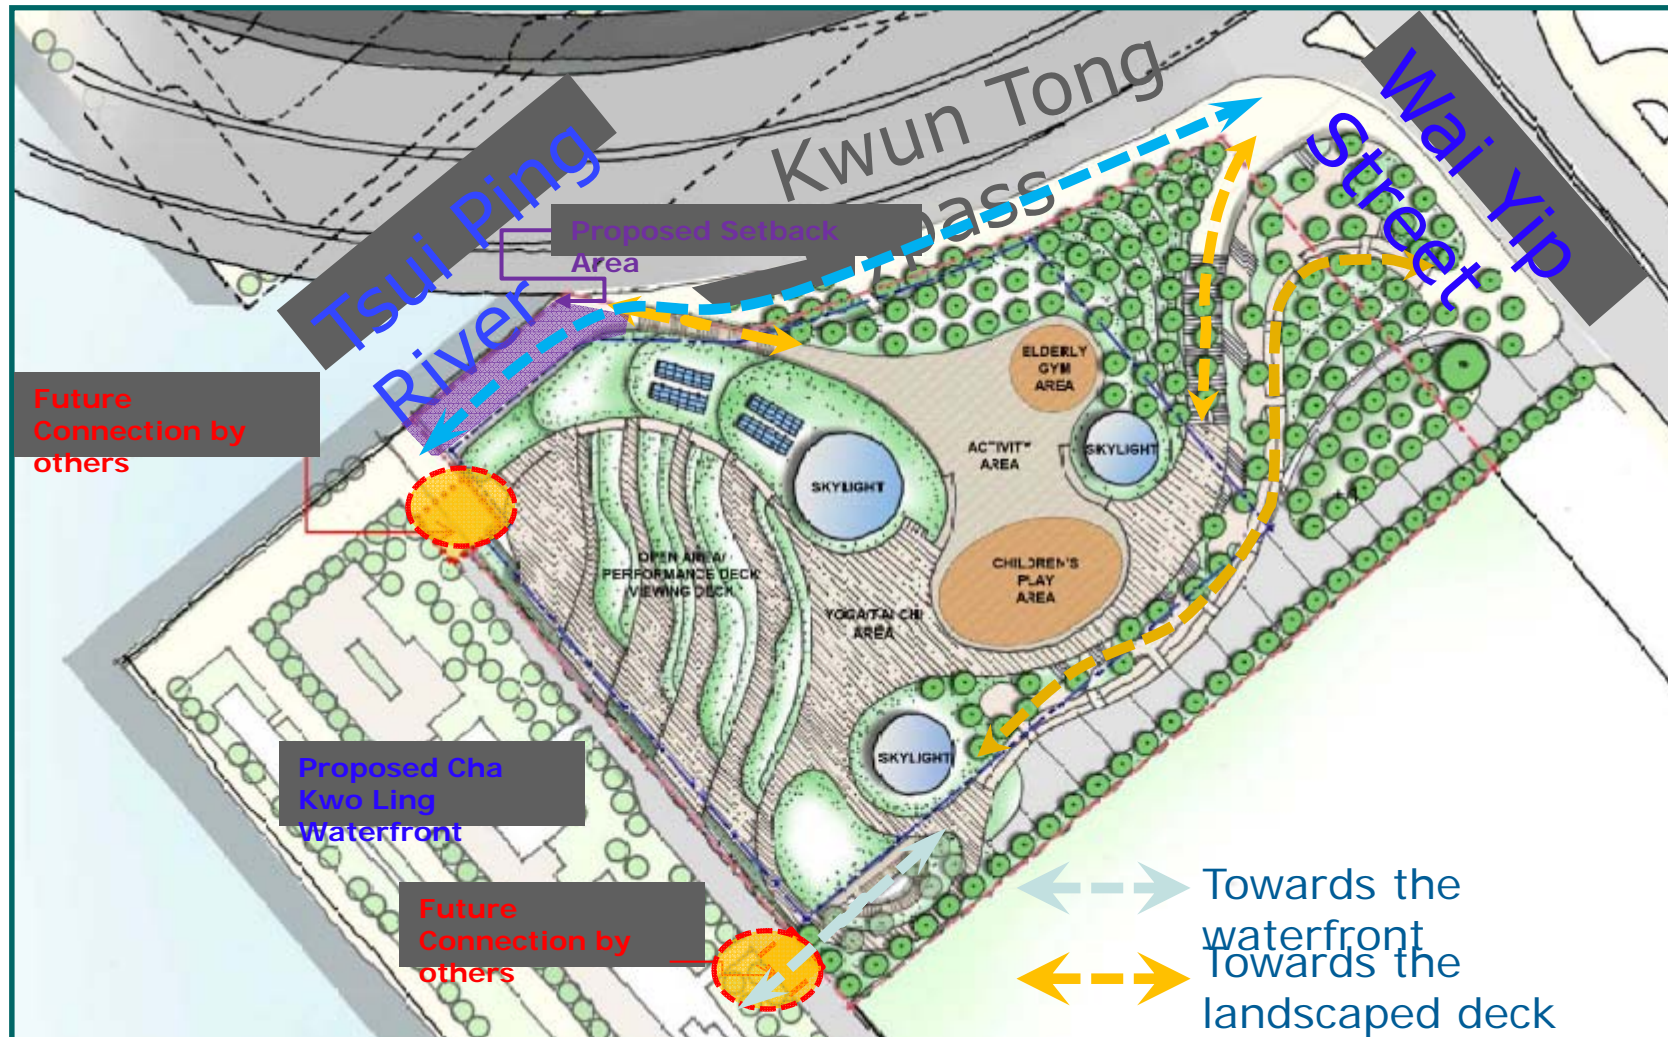 Kwun Tong
Bypass
Wai Yip
Street
Tsui Ping
River
Proposed Setback
Area
Future
Connection by
others
ELDERLY
GYM
AREA
ACTIVITY
AREA
SKYLIGHT
SKYLIGHT
OPEN AREA/
PERFORMANCE DECK
VIEWING DECK
CHILDREN'S
PLAY
AREA
YOGA/TAI CHI
AREA
SKYLIGHT
Proposed Cha
Kwo Ling
Waterfront
Future
Connection by
others
Towards the
waterfront
Towards the
landscaped deck